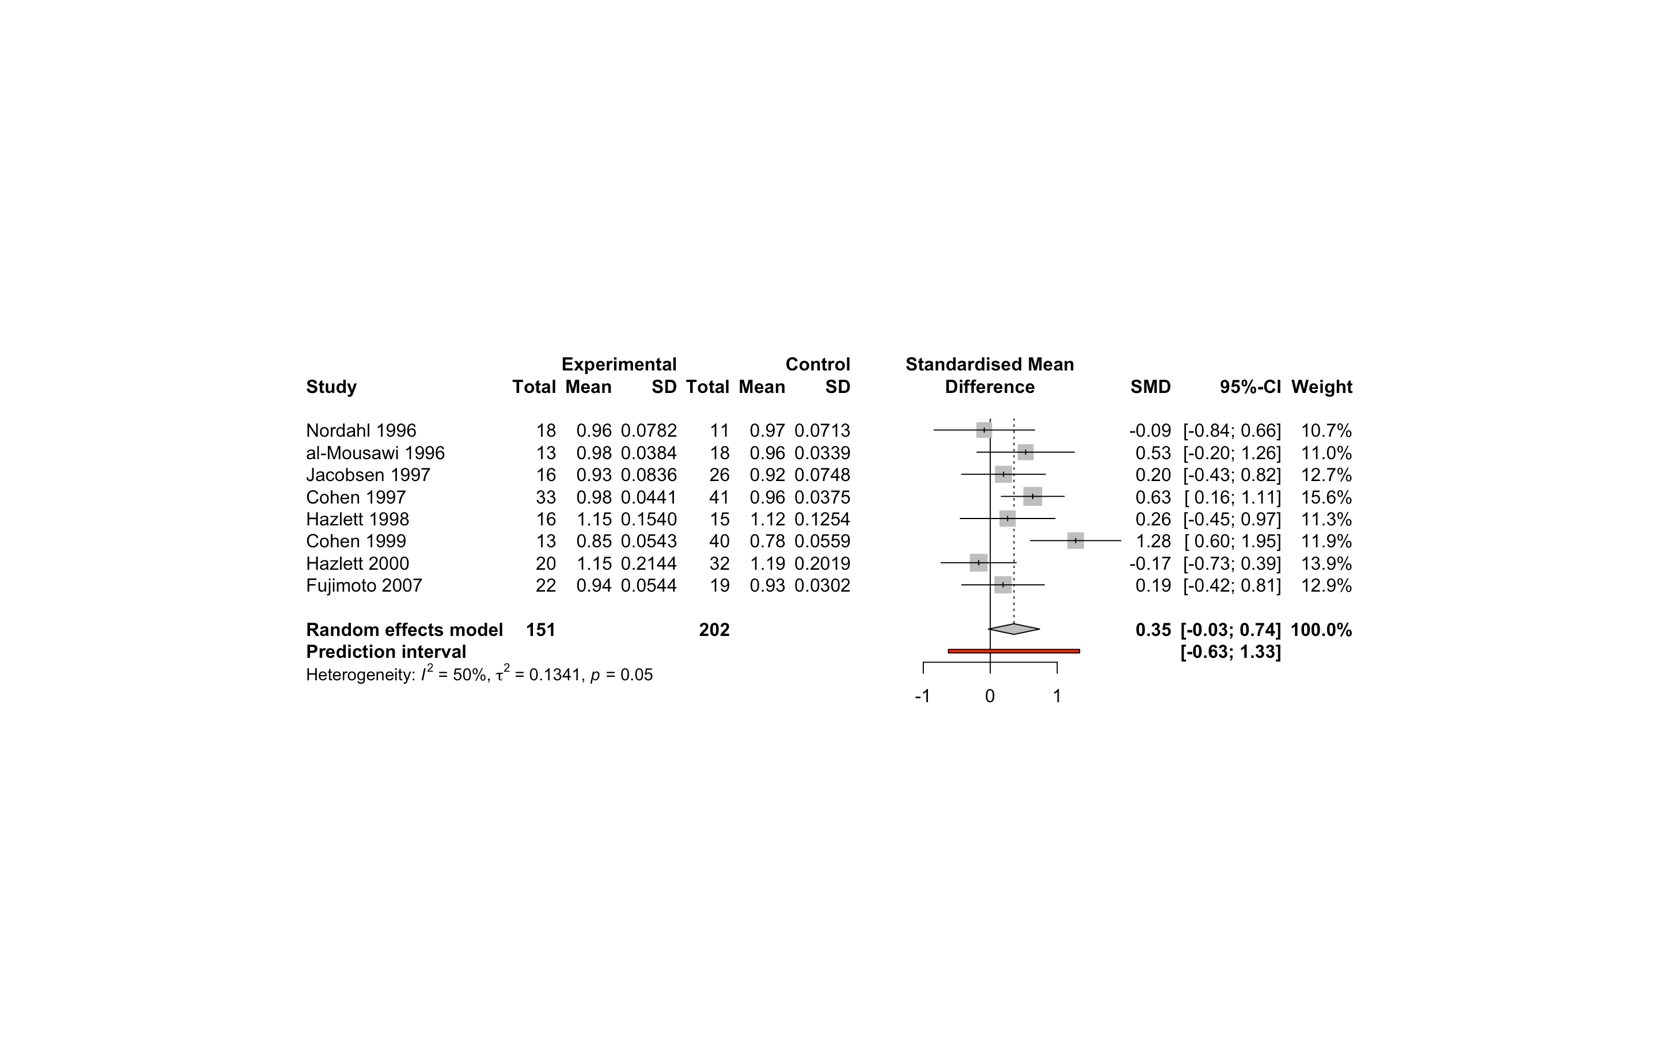 Experimental Control Standardised Mean
Study Total Mean SD Total Mean SD Difference SMD 95%-CI Weight
Nordahl 1996 18 0.96 0.0782 11 0.97 0.0713 -0.09 [-0.84; 0.66] 10.7%
al-Mousawi 1996 13 0.98 0.0384 18 0.96 0.0339 0.53 [-0.20; 1.26] 11.0%
Jacobsen 1997 16 0.93 0.0836 26 0.92 0.0748 0.20 [-0.43; 0.82] 12.7%
Cohen 1997 33 0.98 0.0441 41 0.96 0.0375 0.63 [ 0.16; 1.11] 15.6%
Hazlett 1998 16 1.15 0.1540 15 1.12 0.1254 0.26 [-0.45; 0.97] 11.3%
Cohen 1999 13 0.85 0.0543 40 0.78 0.0559 1.28 [ 0.60; 1.95] 11.9%
Hazlett 2000 20 1.15 0.2144 32 1.19 0.2019 -0.17 [-0.73; 0.39] 13.9%
Fujimoto 2007 22 0.94 0.0544 19 0.93 0.0302 0.19 [-0.42; 0.81] 12.9%
Random effects model 151 202 0.35 [-0.03; 0.74] 100.0%
Prediction interval [-0.63; 1.33]
Heterogeneity: I² = 50%, τ² = 0.1341, p = 0.05
-1 0 1